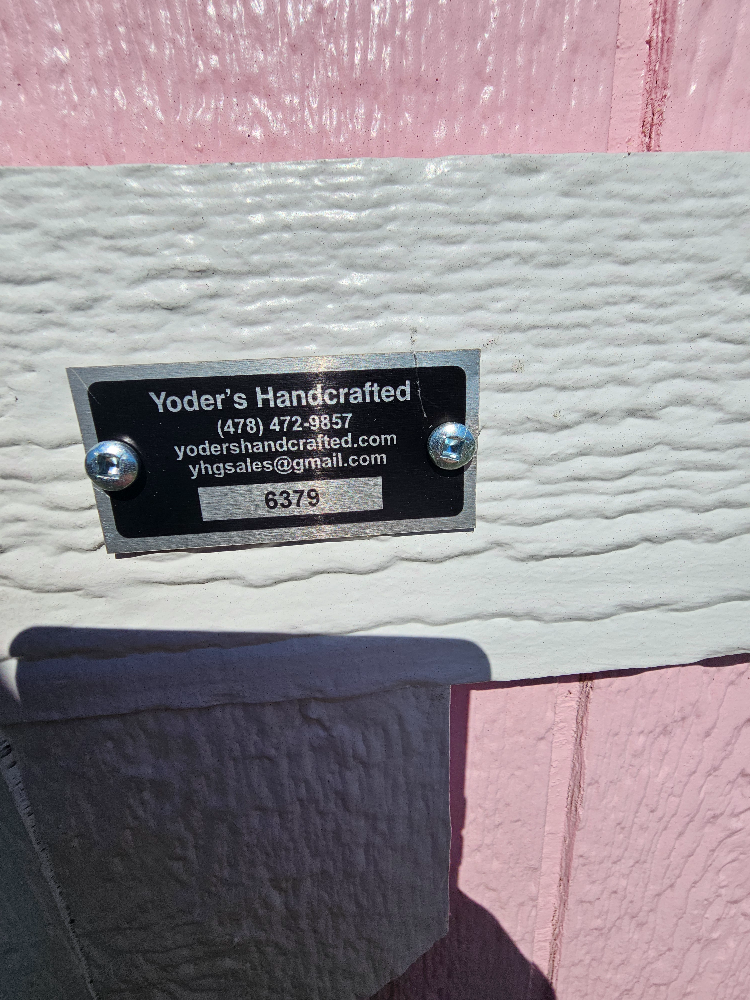 Yoder's Handcrafted
(478) 472-9857
yodershandcrafted.com
yhgsales@gmail.com
6379